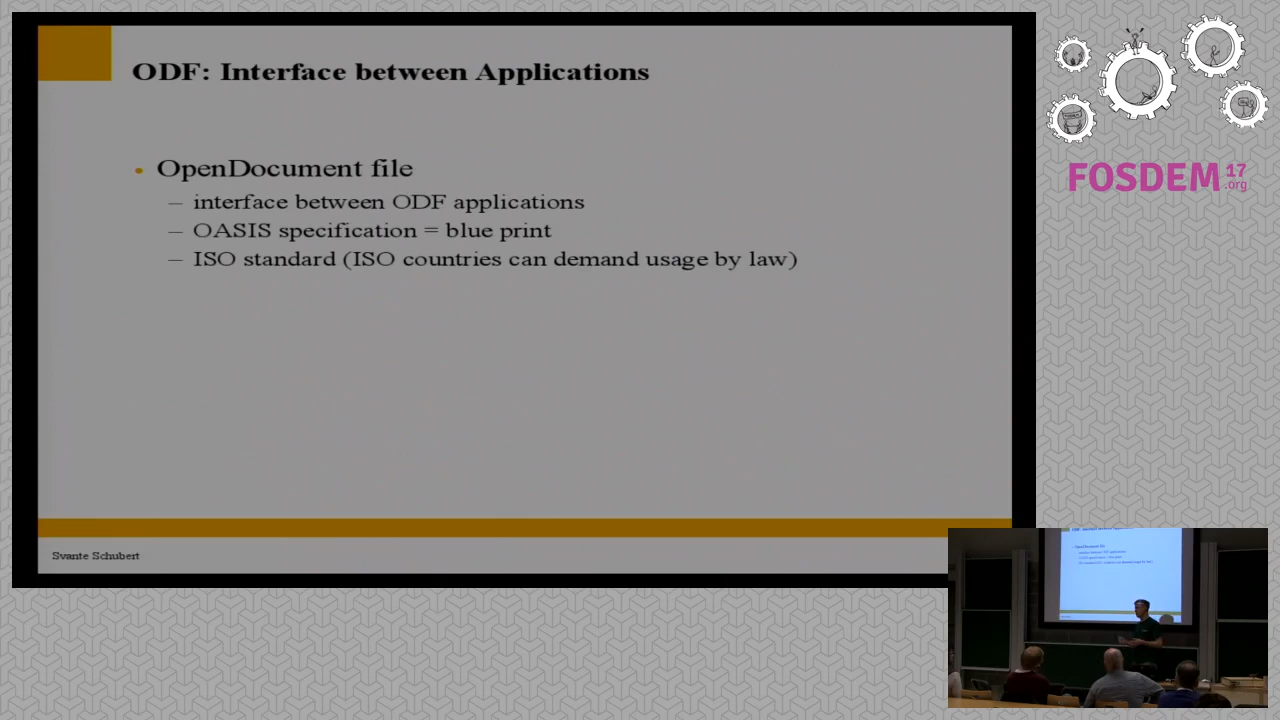 ODF: Interface between Applications
• OpenDocument file
– interface between ODF applications
– OASIS specification = blue print
– ISO standard (ISO countries can demand usage by law)
Svante Schubert
FOSDEM 17 .org